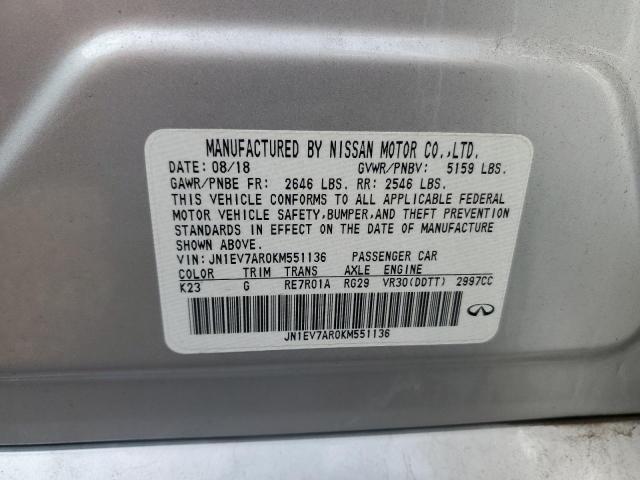 MANUFACTURED BY NISSAN MOTOR CO.,LTD.
DATE: 08/18 GVWR/PNBV: 5159 LBS.
GAWR/PNBE FR: 2646 LBS. RR: 2546 LBS.
THIS VEHICLE CONFORMS TO ALL APPLICABLE FEDERAL
MOTOR VEHICLE SAFETY,BUMPER,AND THEFT PREVENTION
STANDARDS IN EFFECT ON THE DATE OF MANUFACTURE
SHOWN ABOVE.
VIN: JN1EV7AR0KM551136 PASSENGER CAR
COLOR TRIM TRANS AXLE ENGINE
K23 G RE7R01A RG29 VR30(DDTT) 2997CC
JN1EV7AR0KM551136